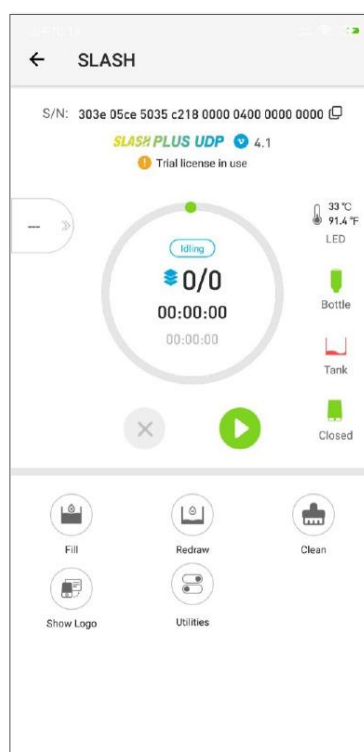 SLASH
S/N: 303e 05ce 5035 c218 0000 0400 0000 0000
SLASH PLUS UDP 4.1
Trial license in use
33 ℃
91.4 ℉
LED
---
Idling
0/0
00:00:00
00:00:00
Bottle
Tank
Closed
Fill Redraw Clean
Show Logo Utilities